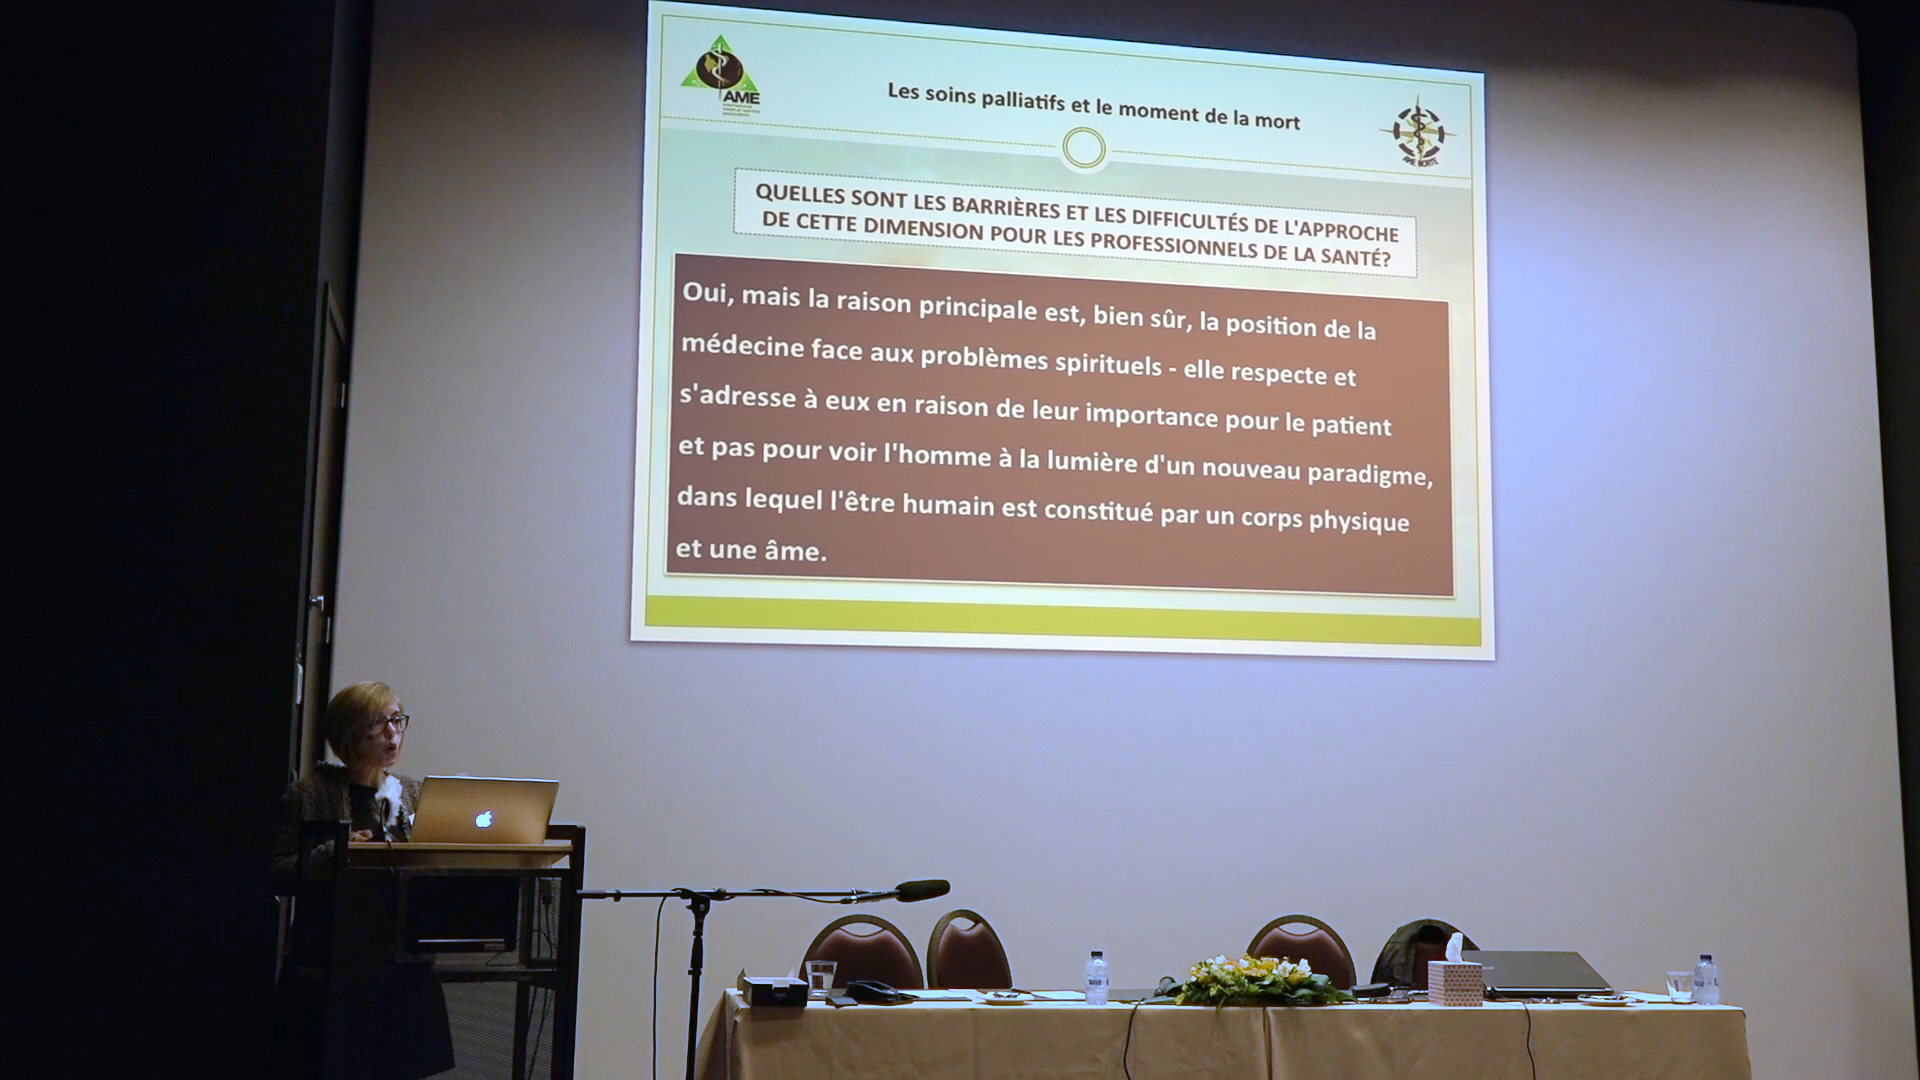 AME
Les soins palliatifs et le moment de la mort
AME NORTE
QUELLES SONT LES BARRIÈRES ET LES DIFFICULTÉS DE L'APPROCHE
DE CETTE DIMENSION POUR LES PROFESSIONNELS DE LA SANTÉ?
Oui, mais la raison principale est, bien sûr, la position de la
médecine face aux problèmes spirituels - elle respecte et
s'adresse à eux en raison de leur importance pour le patient
et pas pour voir l'homme à la lumière d'un nouveau paradigme,
dans lequel l'être humain est constitué par un corps physique
et une âme.